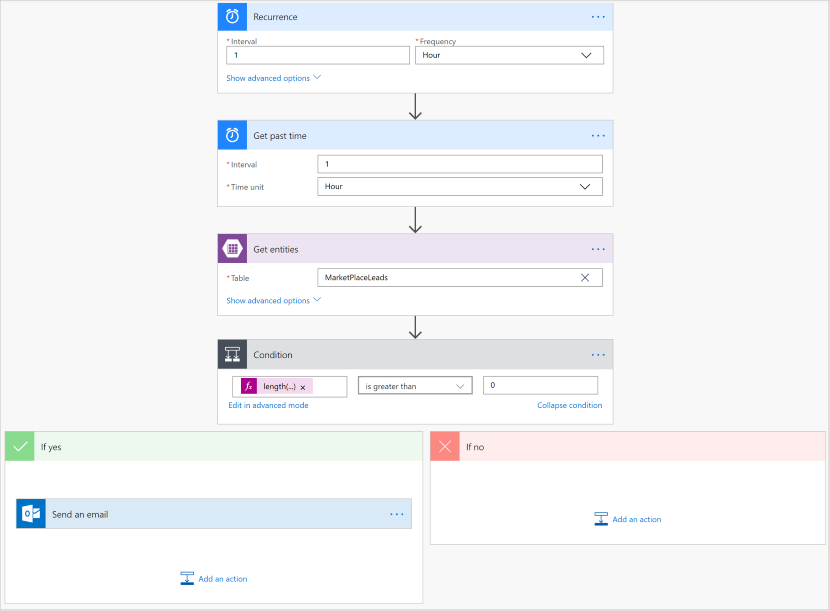 Recurrence
* Interval
* Frequency
1
Hour
Show advanced options
Get past time
* Interval
1
* Time unit
Hour
Get entities
* Table
MarketPlaceLeads
Show advanced options
Condition
fx length(...) x
is greater than
0
Edit in advanced mode
Collapse condition
If yes
If no
Send an email
Add an action
Add an action